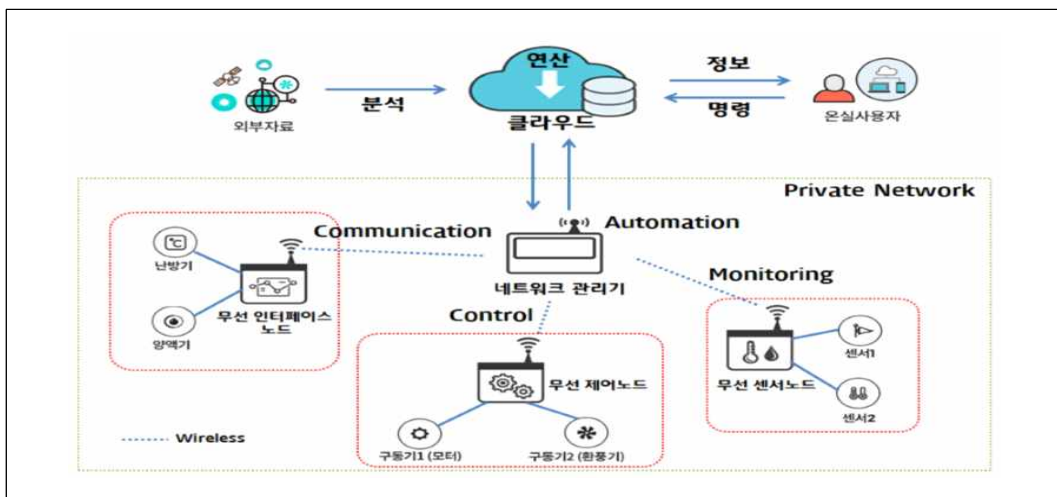 연산
정보
분석
명령
외부자료
클라우드
온실사용자
Private Network
Communication
Automation
℃
난방기
Monitoring
네트워크 관리기
무선 인터페이스
노드
Control
양액기
센서1
무선 제어노드
무선 센서노드
센서2
Wireless
구동기1 (모터)
구동기2 (환풍기)